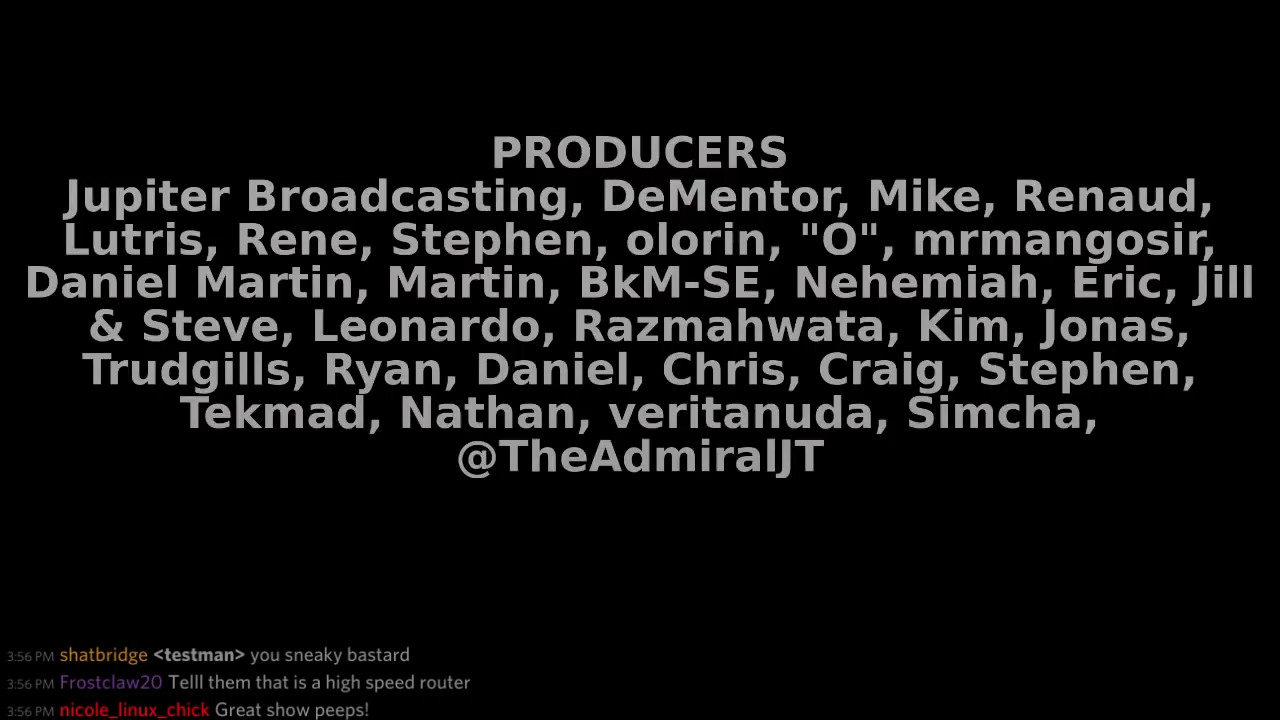 PRODUCERS
Jupiter Broadcasting, DeMentor, Mike, Renaud,
Lutris, Rene, Stephen, olorin, "O", mrmangosir,
Daniel Martin, Martin, BkM-SE, Nehemiah, Eric, Jill
& Steve, Leonardo, Razmahwata, Kim, Jonas,
Trudgills, Ryan, Daniel, Chris, Craig, Stephen,
Tekmad, Nathan, veritanuda, Simcha,
@TheAdmiralJT
3:56 PM shatbridge <testman> you sneaky bastard
3:56 PM Frostclaw20 Telll them that is a high speed router
3:56 PM nicole_linux_chick Great show peeps!